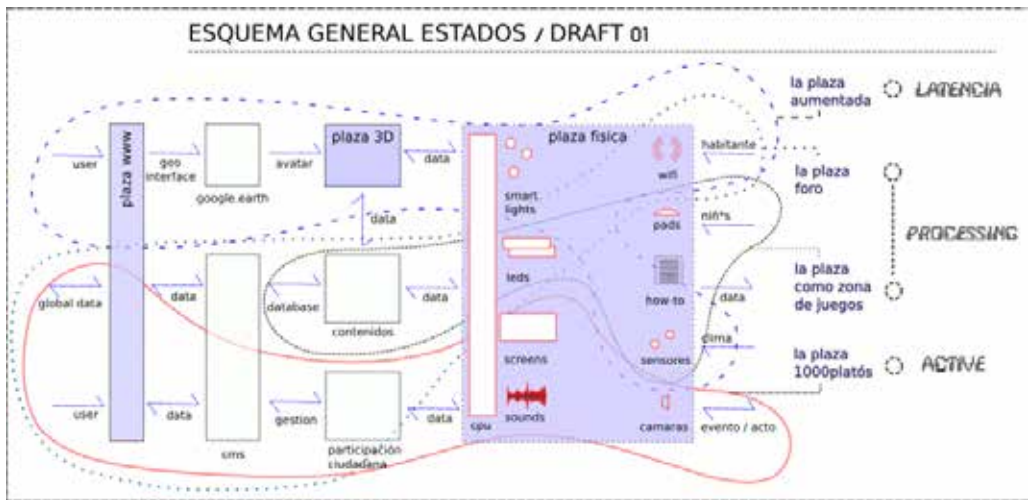 ESQUEMA GENERAL ESTADOS / DRAFT 01
la plaza
aumentada
LATENCIA
plaza www
plaza 3D
plaza fisica
user
geo
interface
google.earth
avatar
data
smart
lights
wifi
habitante
la plaza
foro
data
pads
PROCESSING
global data
data
database
contenidos
data
leds
how-to
data
la plaza
como zona
de juegos
screens
sensores
clima
la plaza
1000platós
ACTIVE
user
data
cms
gestion
participación
ciudadana
data
cpu
sounds
camaras
evento / acto